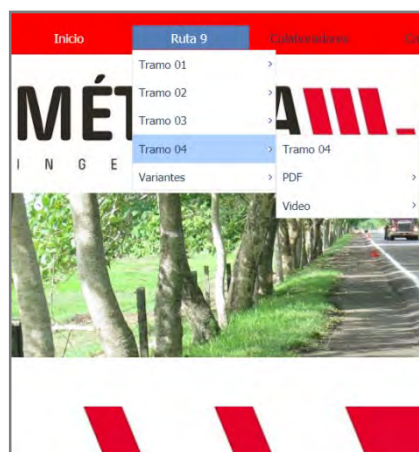 Inicio Ruta 9 Colaboradores
Tramo 01
Tramo 02
Tramo 03
Tramo 04
Variantes
Tramo 04
PDF
Video
MÉT A
I N G E